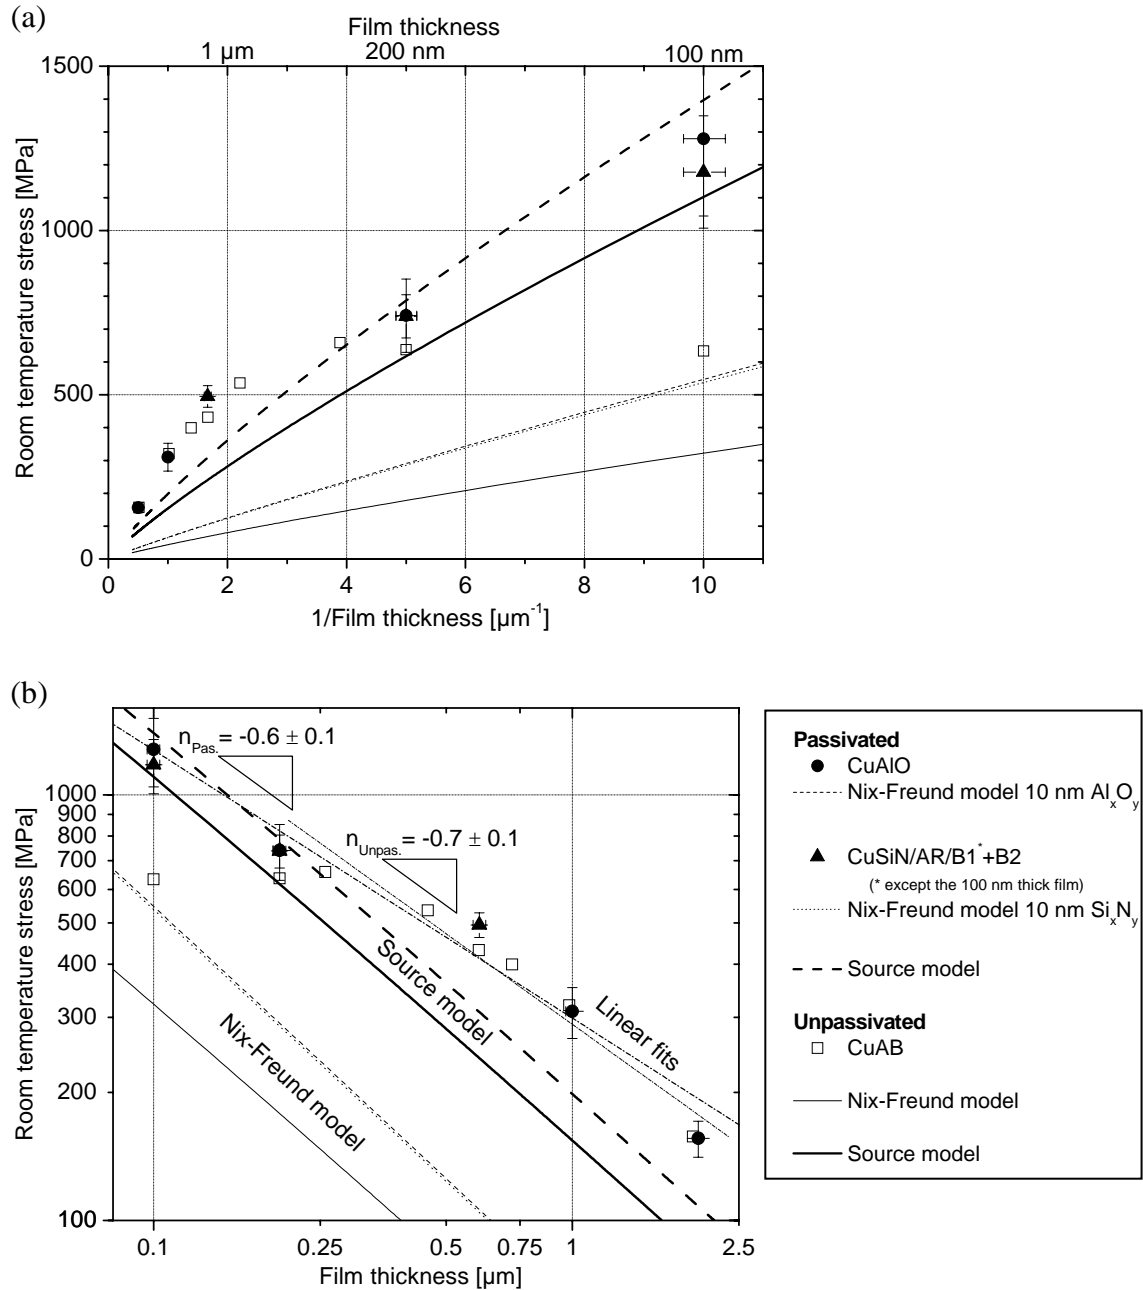 (a)
Film thickness
1 µm 200 nm 100 nm
1500
1000
500
0
Room temperature stress [MPa]
0 2 4 6 8 10
1/Film thickness [µm⁻¹]
(b)
n_Pas. = -0.6 ± 0.1
n_Unpas. = -0.7 ± 0.1
1000
900
800
700
600
500
400
300
200
100
Room temperature stress [MPa]
Source model
Nix-Freund model
Linear fits
0.1 0.25 0.5 0.75 1 2.5
Film thickness [µm]
Passivated
CuAlO
Nix-Freund model 10 nm Al_xO_y
CuSiN/AR/B1*+B2
(* except the 100 nm thick film)
Nix-Freund model 10 nm Si_xN_y
Source model
Unpassivated
CuAB
Nix-Freund model
Source model